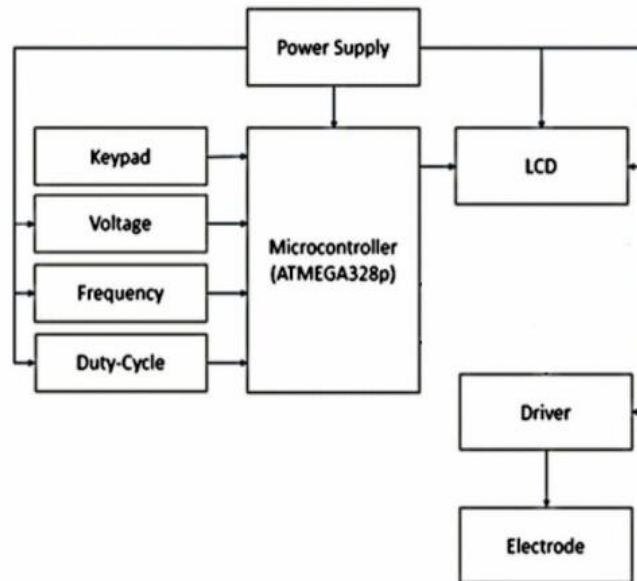 Power Supply
Keypad
Voltage
Frequency
Duty-Cycle
Microcontroller
(ATMEGA328p)
LCD
Driver
Electrode